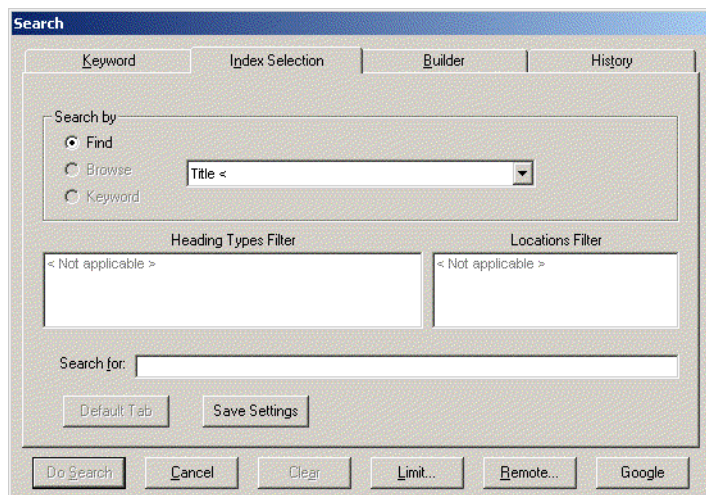 Search
Keyword Index Selection Builder History
Search by
Find
Browse Title <
Keyword
Heading Types Filter Locations Filter
< Not applicable > < Not applicable >
Search for:
Default Tab Save Settings
Do Search Cancel Clear Limit... Remote... Google